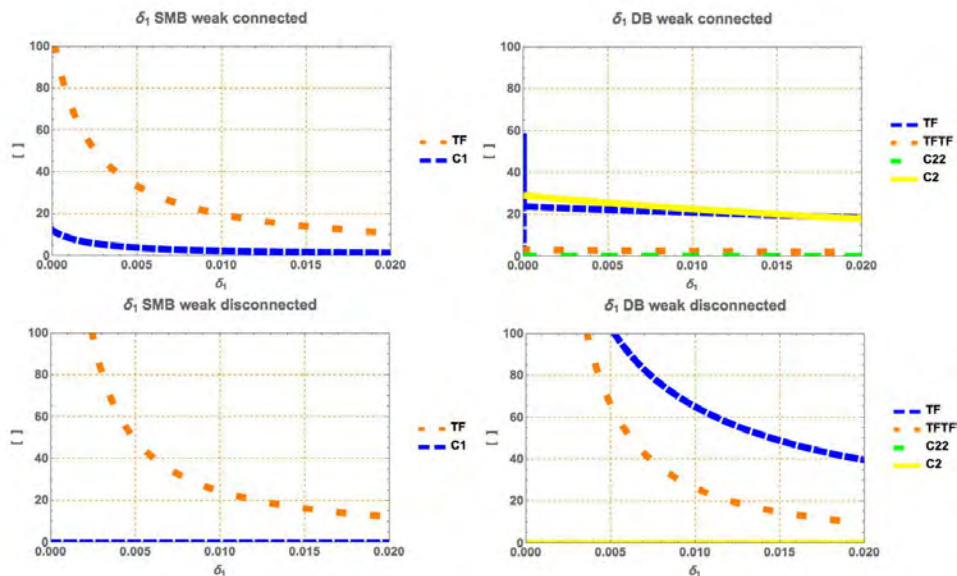 δ₁ SMB weak connected
100
80
60
40
20
0
[ ]
0.000 0.005 0.010 0.015 0.020
δ₁
TF
C1
δ₁ DB weak connected
100
80
60
40
20
0
[ ]
0.000 0.005 0.010 0.015 0.020
δ₁
TF
TFTF
C22
C2
δ₁ SMB weak disconnected
100
80
60
40
20
0
[ ]
0.000 0.005 0.010 0.015 0.020
δ₁
TF
C1
δ₁ DB weak disconnected
100
80
60
40
20
0
[ ]
0.000 0.005 0.010 0.015 0.020
δ₁
TF
TFTF
C22
C2